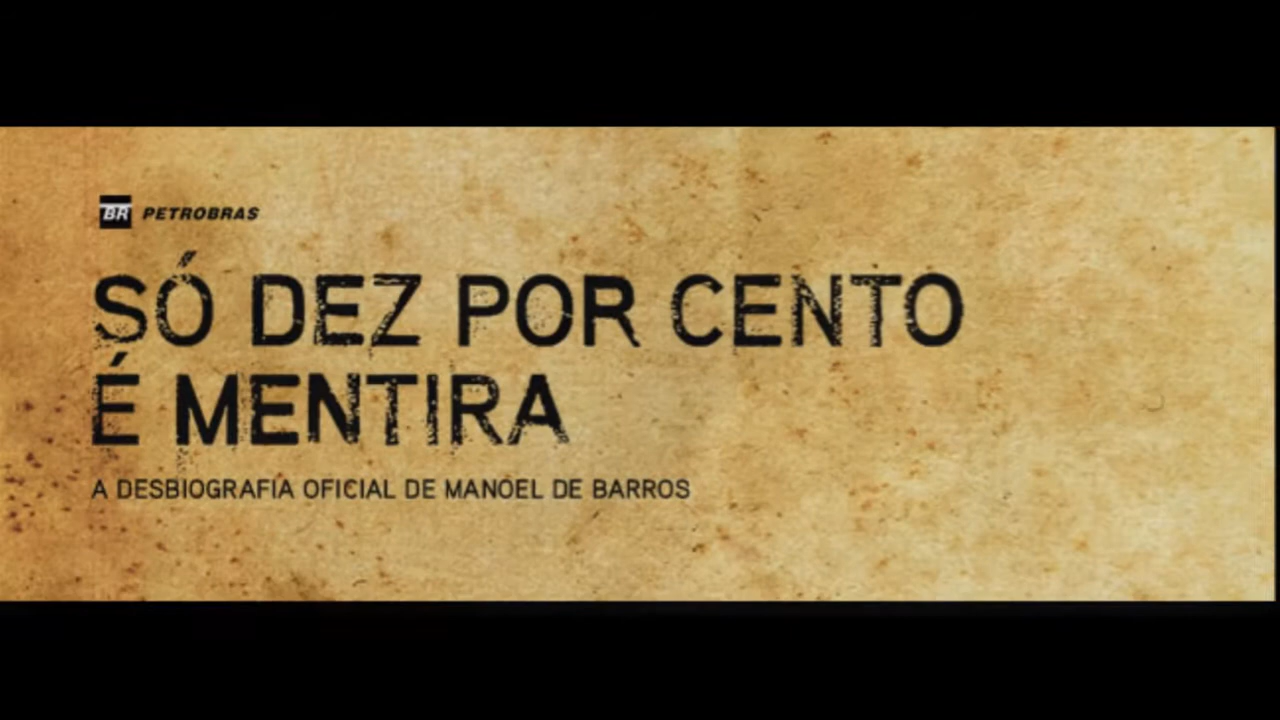 BR PETROBRAS
SÓ DEZ POR CENTO
É MENTIRA
A DESBIOGRAFIA OFICIAL DE MANOEL DE BARROS